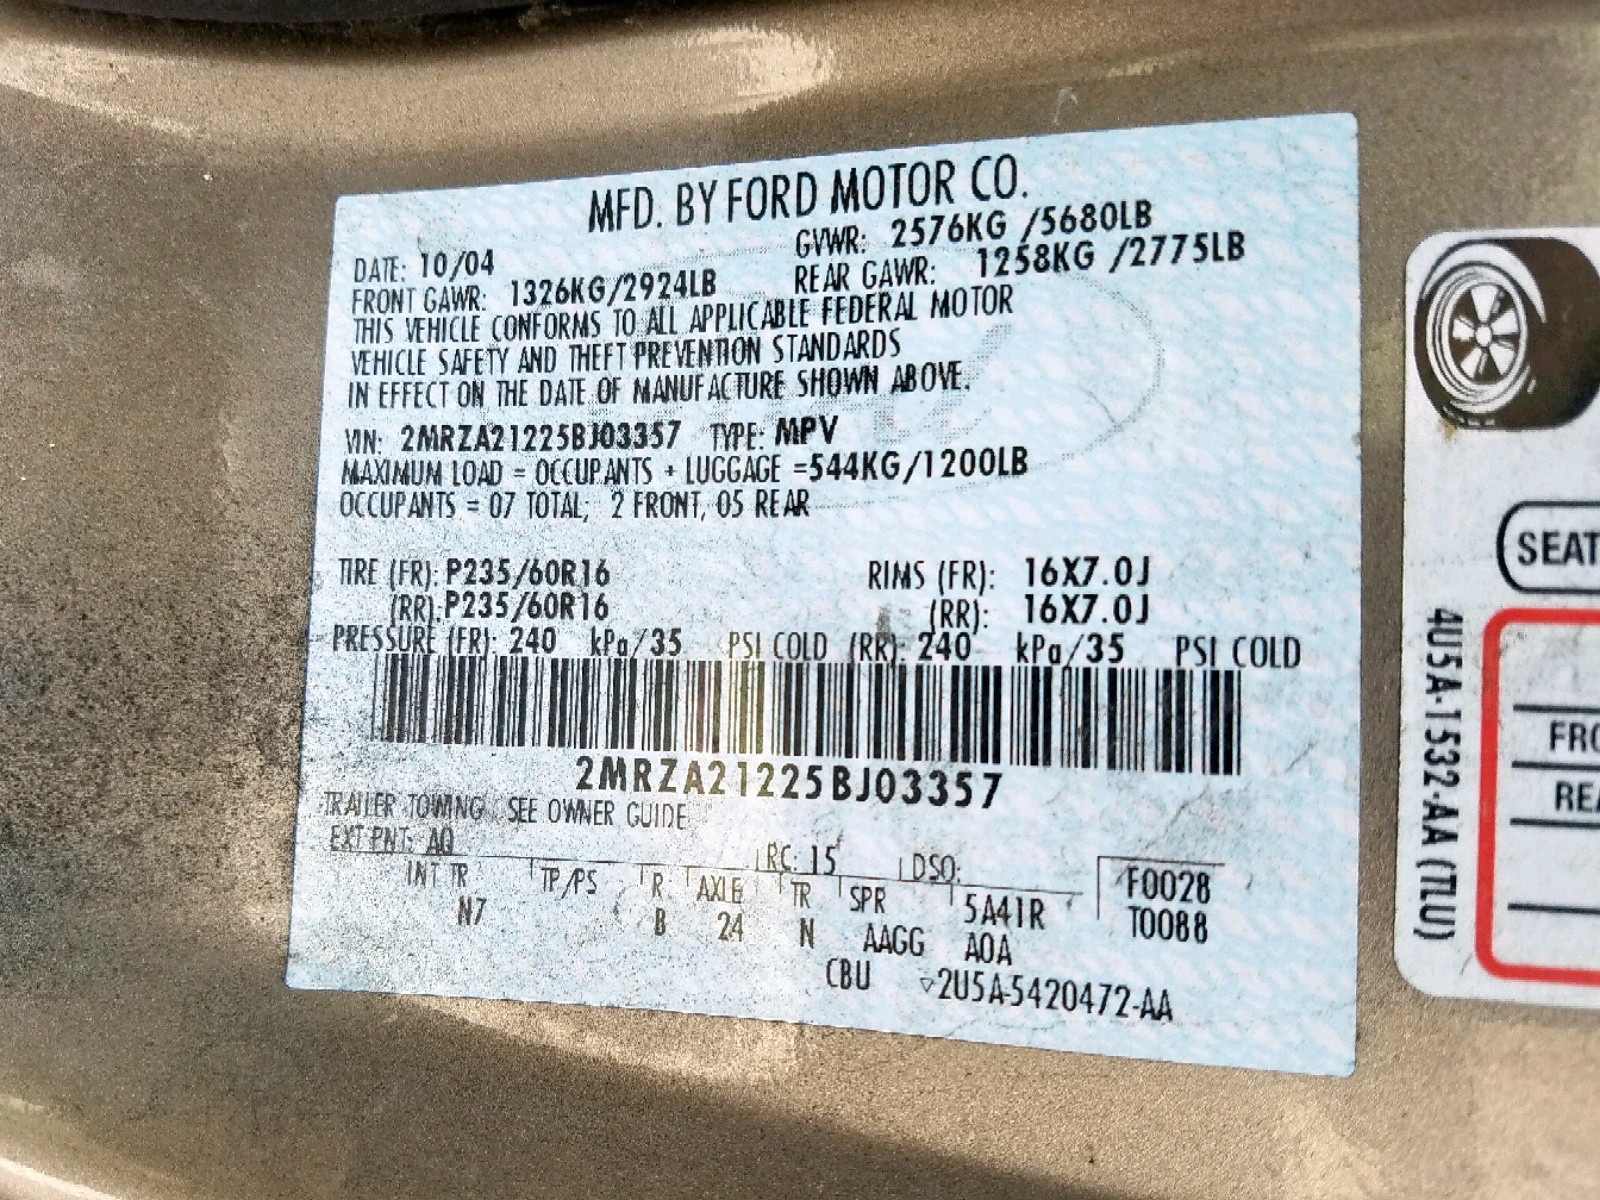 MFD. BY FORD MOTOR CO.
DATE: 10/04
GVWR: 2576KG /5680LB
FRONT GAWR: 1326KG/2924LB
REAR GAWR: 1258KG /2775LB
THIS VEHICLE CONFORMS TO ALL APPLICABLE FEDERAL MOTOR
VEHICLE SAFETY AND THEFT PREVENTION STANDARDS
IN EFFECT ON THE DATE OF MANUFACTURE SHOWN ABOVE.
VIN: 2MRZA21225BJ03357 TYPE: MPV
MAXIMUM LOAD = OCCUPANTS + LUGGAGE =544KG/1200LB
OCCUPANTS = 07 TOTAL, 2 FRONT, 05 REAR
TIRE (FR): P235/60R16 RIMS (FR): 16X7.0J
(RR): P235/60R16 (RR): 16X7.0J
PRESSURE (FR): 240 kPa/35 PSI COLD (RR): 240 kPa/35 PSI COLD
2MRZA21225BJ03357
TRAILER TOWING SEE OWNER GUIDE
EXT PNT: AQ RC: 15 DSO:
INT TR TP/PS R AXLE TR SPR 5A41R F0028
N7 B 24 N AAGG AOA T0088
CBU ▽2U5A-5420472-AA
SEAT
4U5A-1532-AA (TLU)
FRO
REA